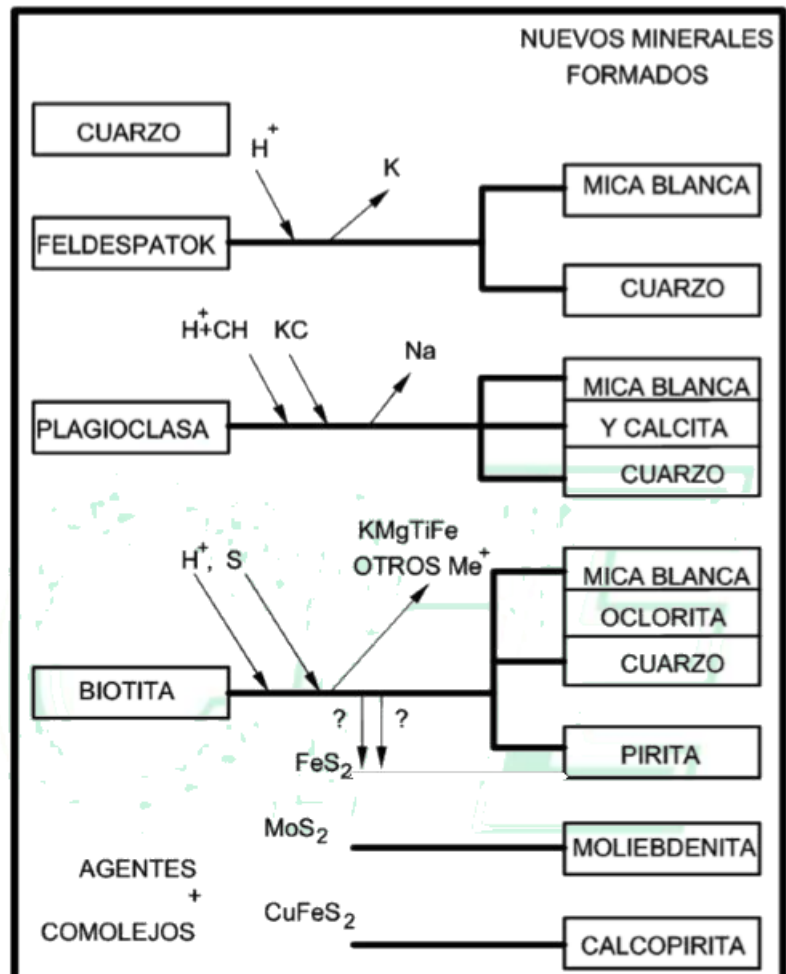 NUEVOS MINERALES
FORMADOS
CUARZO
H+
K
MICA BLANCA
FELDESPATOK
CUARZO
H+CH+ KC
Na
MICA BLANCA
PLAGIOCLASA
Y CALCITA
CUARZO
KMgTiFe
OTROS Me+
H+, S
MICA BLANCA
OCLORITA
CUARZO
BIOTITA
? ?
FeS2
PIRITA
MoS2
MOLIEBDENITA
AGENTES
+
COMOLEJOS
CuFeS2
CALCOPIRITA